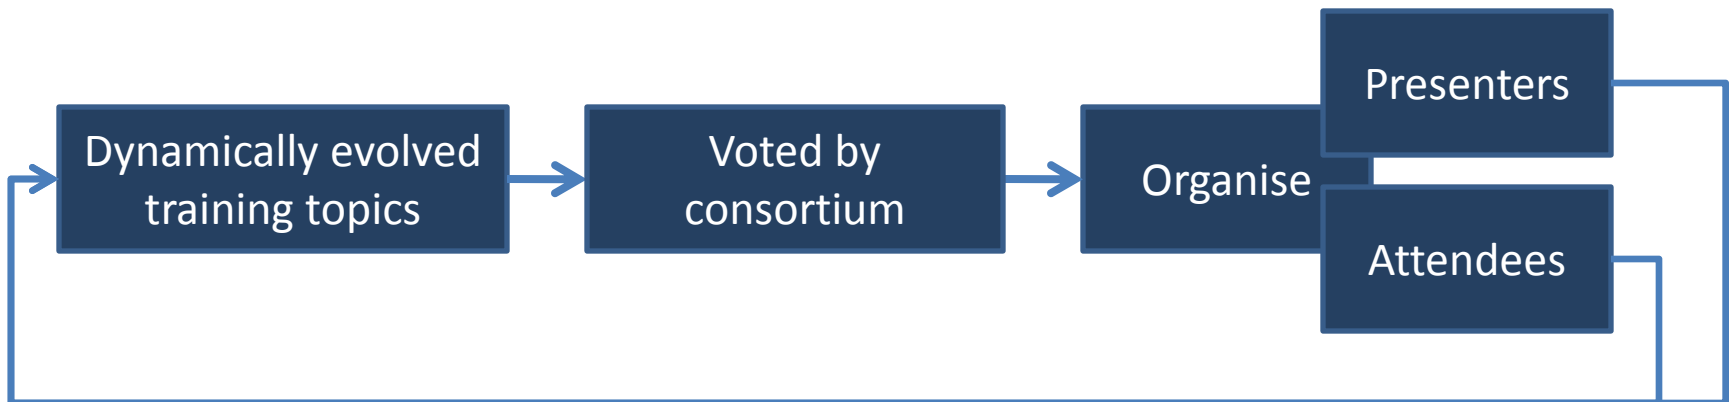 Dynamically evolved
training topics
Voted by
consortium
Organise
Presenters
Attendees